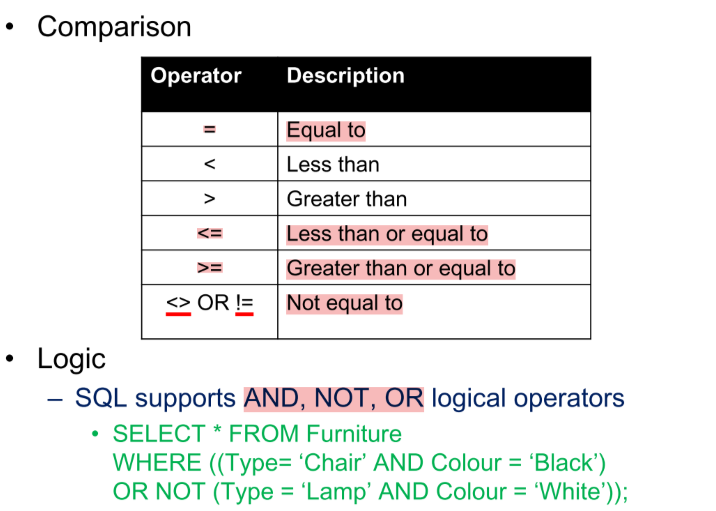 • Comparison
Operator Description
= Equal to
< Less than
> Greater than
<= Less than or equal to
>= Greater than or equal to
<> OR != Not equal to
• Logic
– SQL supports AND, NOT, OR logical operators
• SELECT * FROM Furniture
WHERE ((Type= ‘Chair’ AND Colour = ‘Black’)
OR NOT (Type = ‘Lamp’ AND Colour = ‘White’));